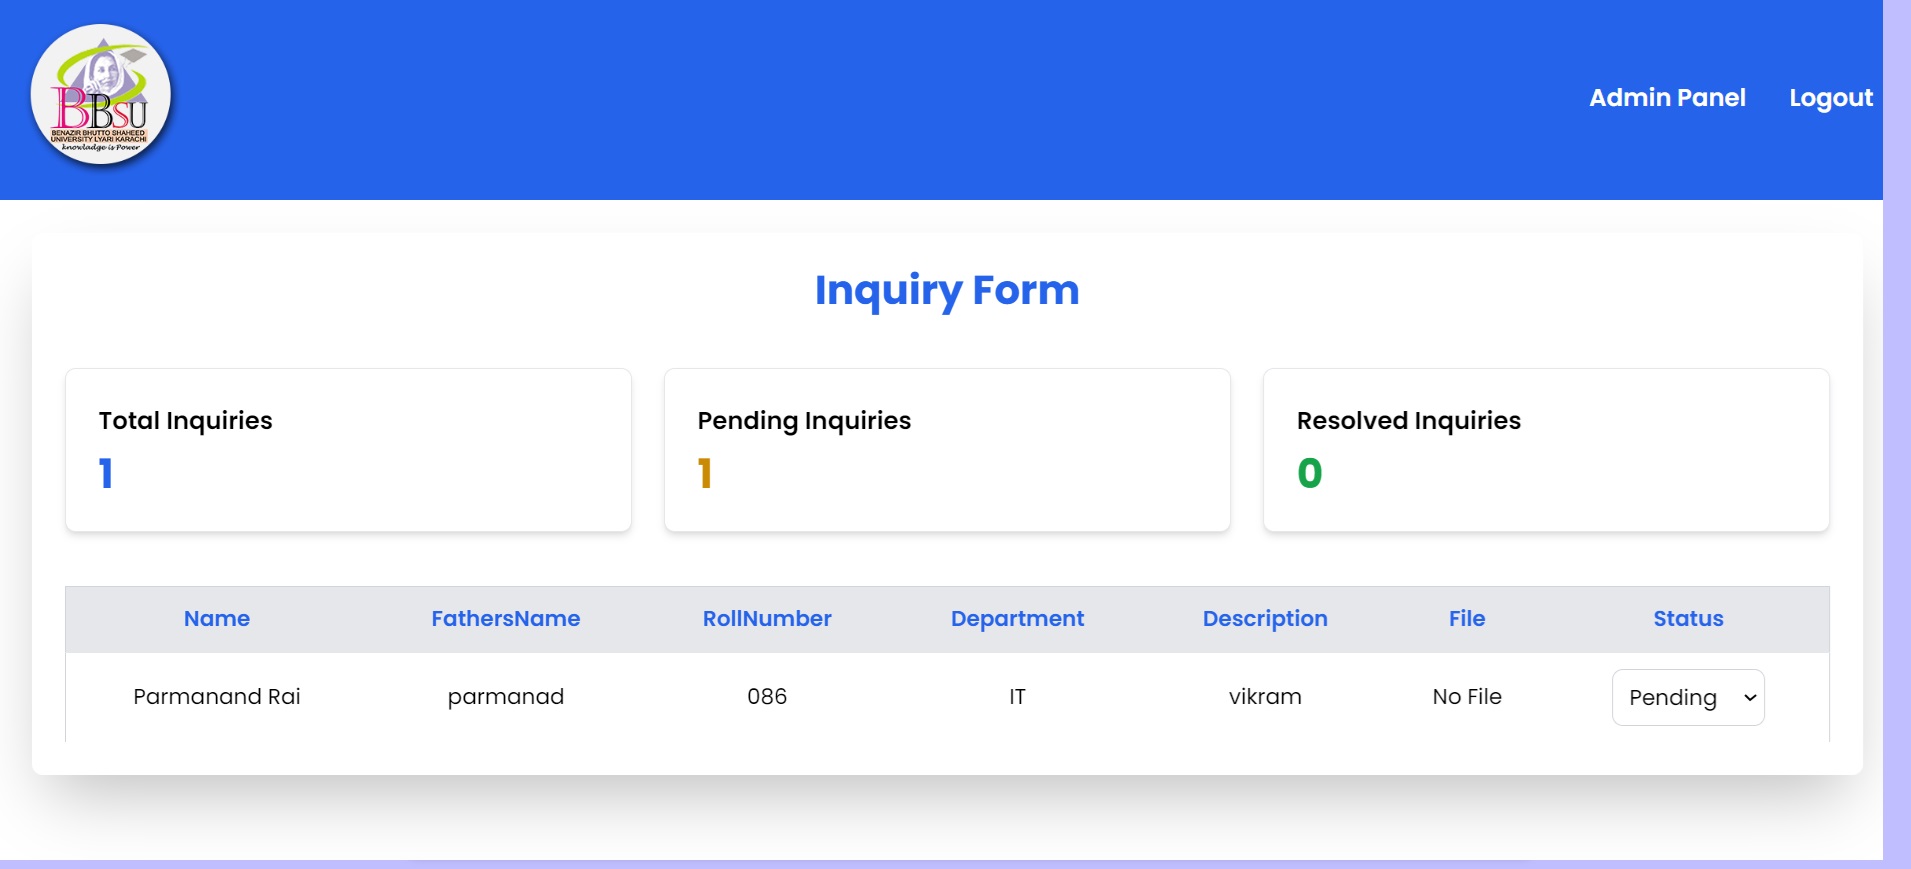 BBSU
BENAZIR BHUTTO SHAHEED
UNIVERSITY LYARI KARACHI
knowladge is Power
Admin Panel Logout
Inquiry Form
Total Inquiries
1
Pending Inquiries
1
Resolved Inquiries
0
Name FathersName RollNumber Department Description File Status
Parmanand Rai parmanad 086 IT vikram No File Pending